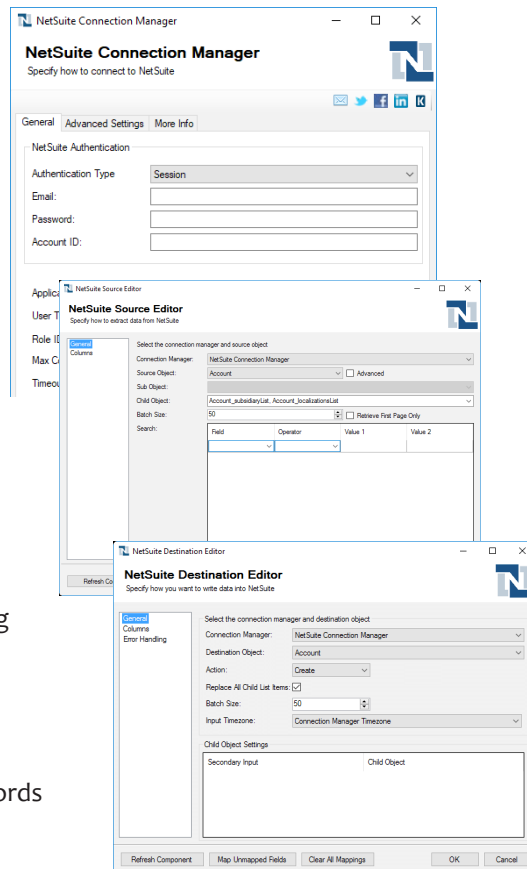 NetSuite Connection Manager
NetSuite Connection Manager
Specify how to connect to NetSuite
General Advanced Settings More Info
NetSuite Authentication
Authentication Type Session
Email:
Password:
Account ID:
User T
Role ID
Max C
NetSuite Source Editor
NetSuite Source Editor
Specify how to extract data from NetSuite
General
Columns
Select the connection manager and source object
Connection Manager: NetSuite Connection Manager
Source Object: Account Advanced
Sub Object:
Child Object: Account_subsidiaryList, Account_localizationsList
Batch Size: 50 Retrieve First Page Only
Search: Field Operator Value 1 Value 2
Refresh Co
NetSuite Destination Editor
NetSuite Destination Editor
Specify how you want to write data into NetSuite
General
Columns
Error Handling
Select the connection manager and destination object
Connection Manager: NetSuite Connection Manager
Destination Object: Account
Action: Create
Replace All Child List Items:
Batch Size: 50
Input Timezone: Connection Manager Timezone
Child Object Settings
Secondary Input Child Object
Refresh Component Map Unmapped Fields Clear All Mappings OK Cancel
g
ords